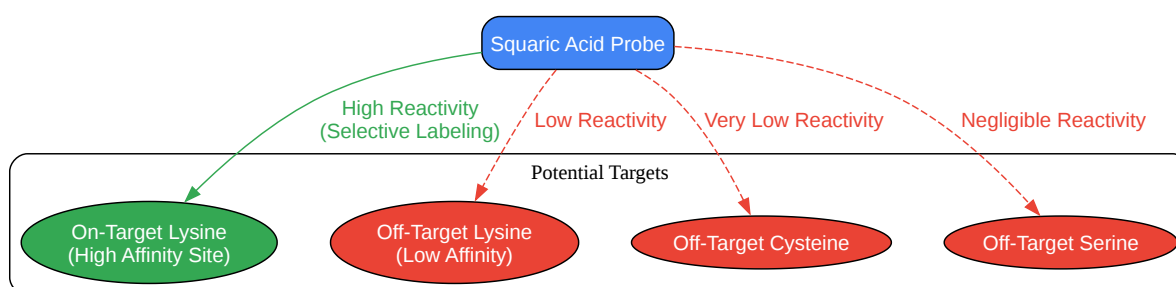 Squaric Acid Probe
High Reactivity
(Selective Labeling)
Low Reactivity
Very Low Reactivity
Negligible Reactivity
Potential Targets
On-Target Lysine
(High Affinity Site)
Off-Target Lysine
(Low Affinity)
Off-Target Cysteine
Off-Target Serine